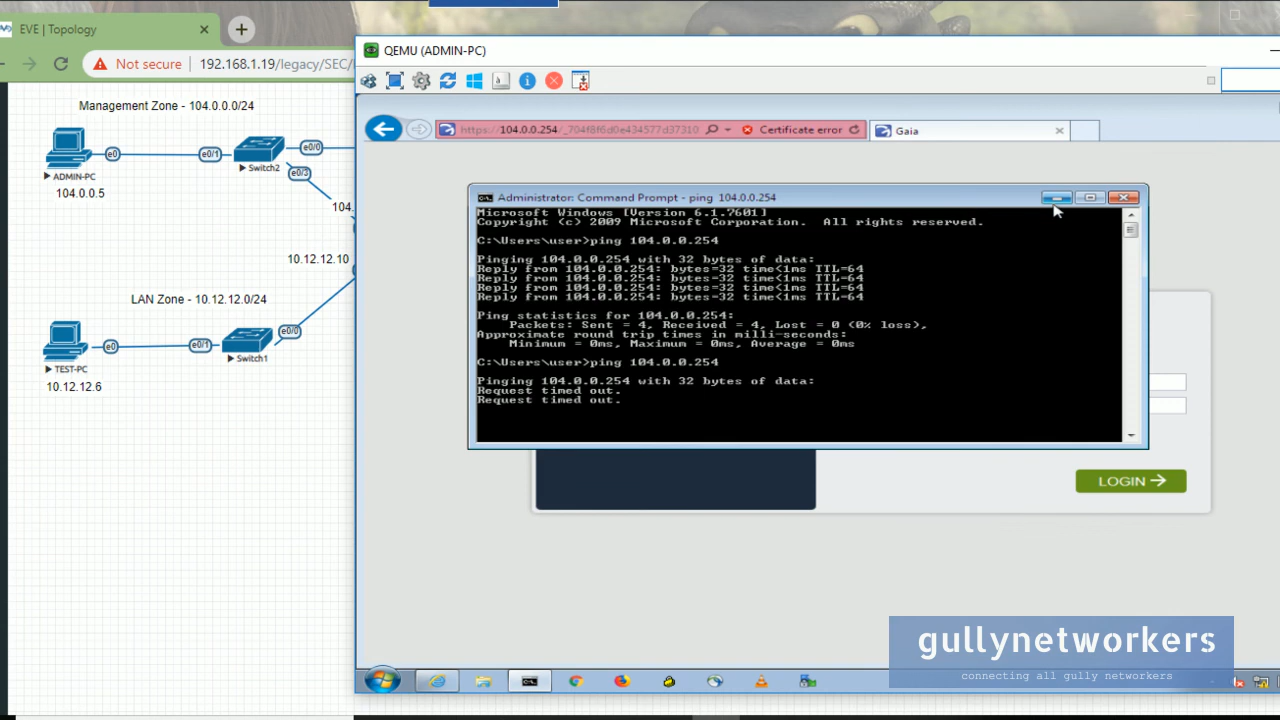 EVE | Topology
Not secure
192.168.1.19/legacy/SEC/
Management Zone - 104.0.0.0/24
e0
e0/1
e0/0
ADMIN-PC
Switch2
e0/3
104.0.0.5
104.
10.12.12.10
LAN Zone - 10.12.12.0/24
e0
e0/1
e0/0
TEST-PC
Switch1
10.12.12.6
QEMU (ADMIN-PC)
https://104.0.0.254/_704f8f6d0e434577d37310
Certificate error
Gaia
Administrator: Command Prompt - ping 104.0.0.254
Microsoft Windows [Version 6.1.7601]
Copyright (c) 2009 Microsoft Corporation. All rights reserved.
C:\Users\user>ping 104.0.0.254
Pinging 104.0.0.254 with 32 bytes of data:
Reply from 104.0.0.254: bytes=32 time<1ms TTL=64
Reply from 104.0.0.254: bytes=32 time<1ms TTL=64
Reply from 104.0.0.254: bytes=32 time<1ms TTL=64
Reply from 104.0.0.254: bytes=32 time<1ms TTL=64
Ping statistics for 104.0.0.254:
Packets: Sent = 4, Received = 4, Lost = 0 (0% loss),
Approximate round trip times in milli-seconds:
Minimum = 0ms, Maximum = 0ms, Average = 0ms
C:\Users\user>ping 104.0.0.254
Pinging 104.0.0.254 with 32 bytes of data:
Request timed out.
Request timed out.
LOGIN
gullynetworkers
connecting all gully networkers